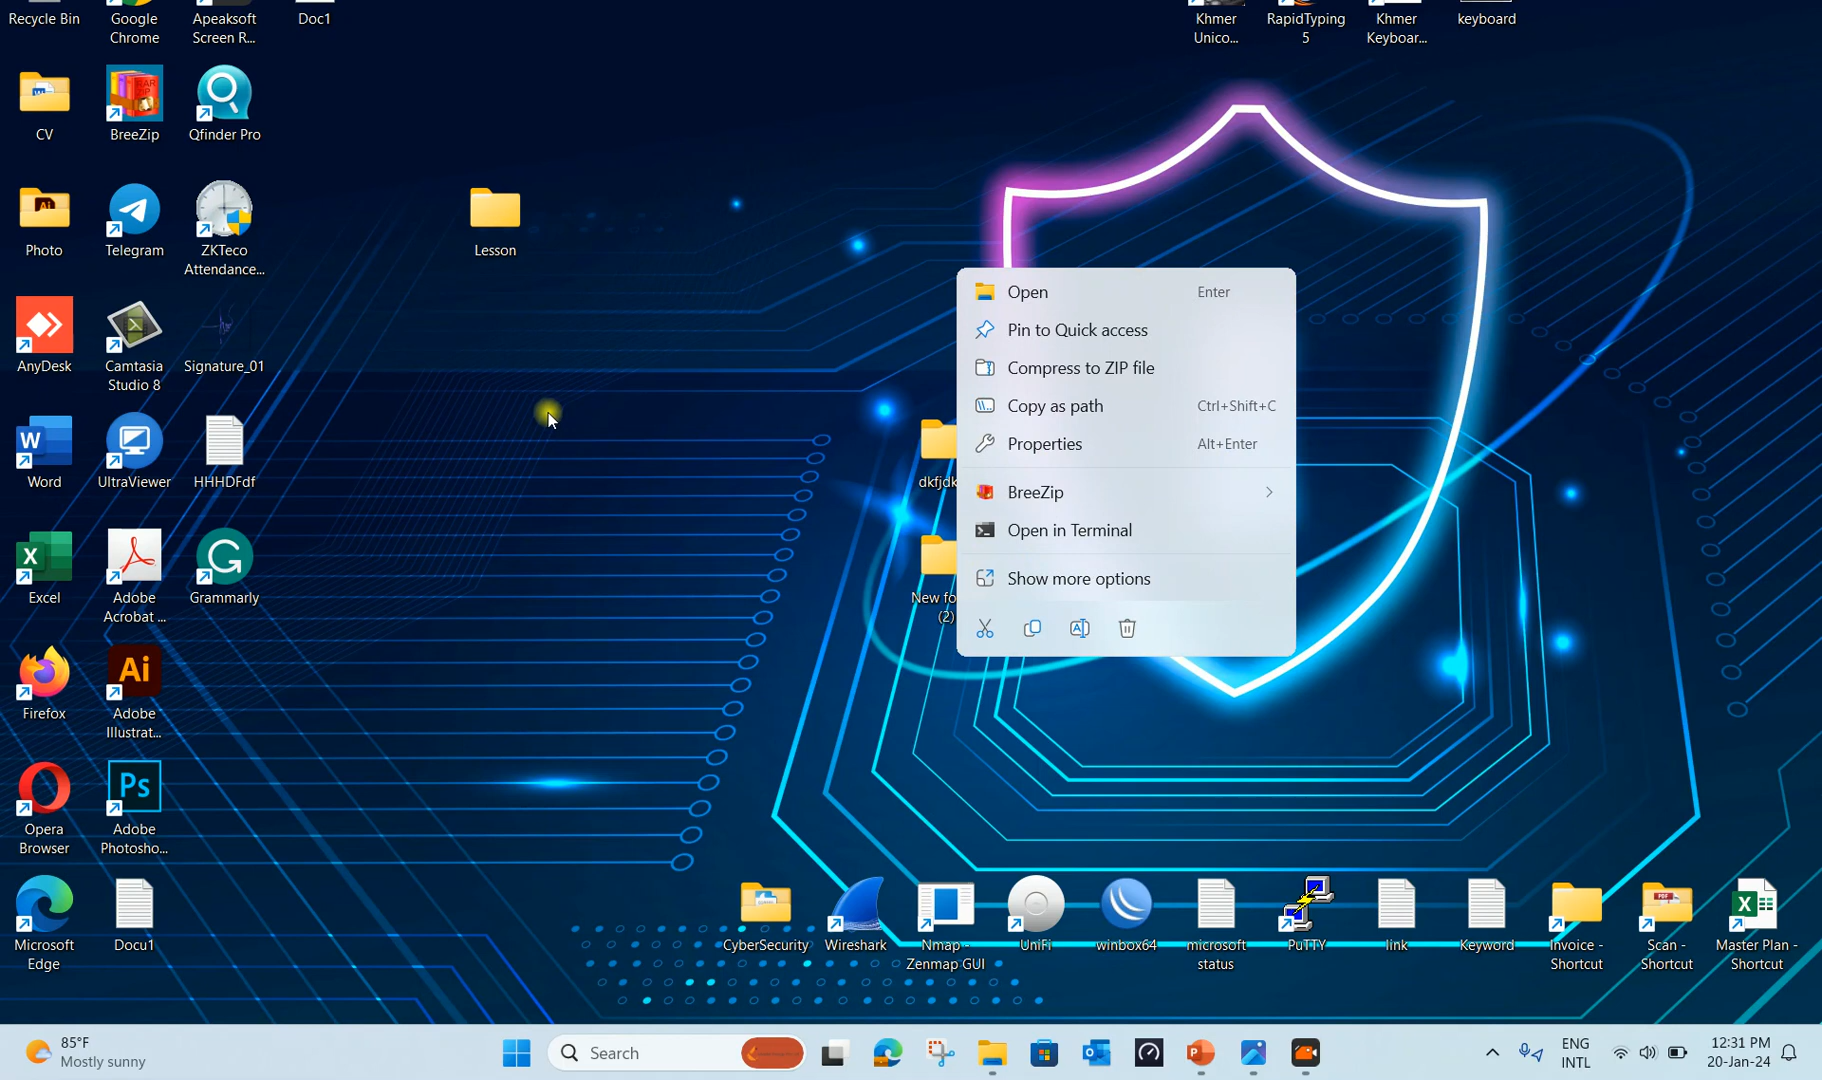 Recycle Bin
Google
Chrome
Apeaksoft
Screen R...
Doc1
Khmer
Unico...
RapidTyping
5
Khmer
Keyboar...
keyboard
CV
BreeZip
Qfinder Pro
Photo
Telegram
ZKTeco
Attendance...
Lesson
AnyDesk
Camtasia
Studio 8
Signature_01
Word
UltraViewer
HHHDFdf
dkfjdk
Excel
Adobe
Acrobat ...
Grammarly
New fo
(2)
Firefox
Ai
Adobe
Illustrat...
Opera
Browser
Ps
Adobe
Photosho...
Microsoft
Edge
Docu1
Open Enter
Pin to Quick access
Compress to ZIP file
Copy as path Ctrl+Shift+C
Properties Alt+Enter
BreeZip
Open in Terminal
Show more options
CyberSecurity
Wireshark
Nmap -
Zenmap GUI
UniFi
winbox64
microsoft
status
PuTTY
link
Keyword
Invoice -
Shortcut
Scan -
Shortcut
Master Plan -
Shortcut
85°F
Mostly sunny
Search
ENG
INTL
12:31 PM
20-Jan-24